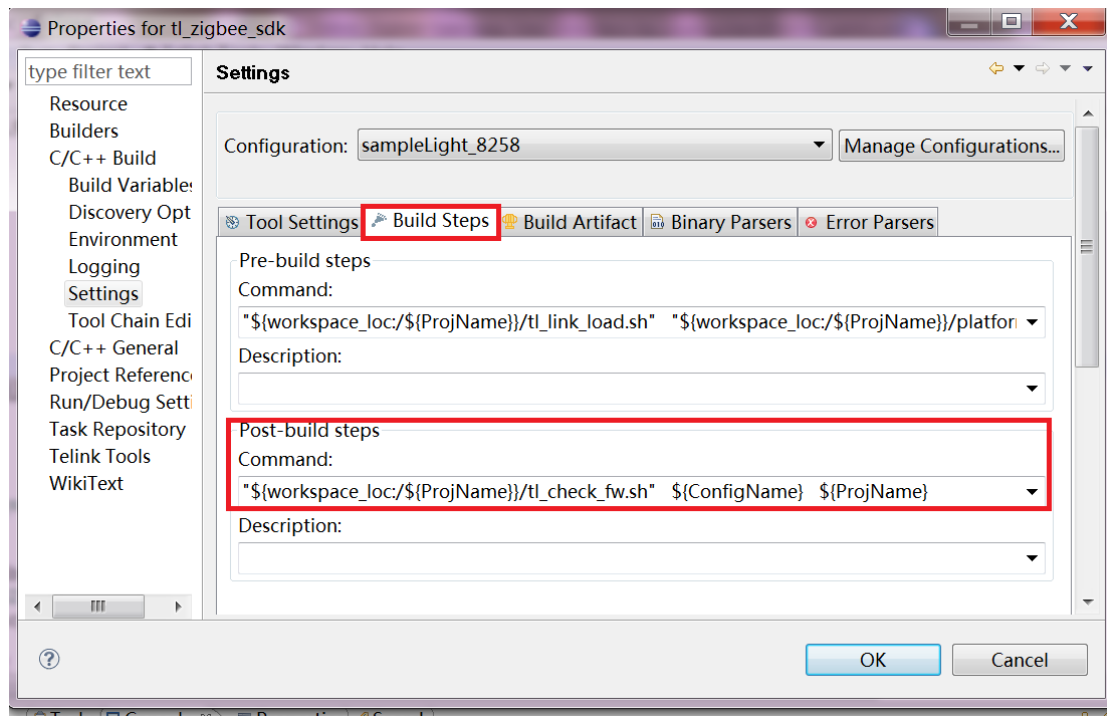 Properties for tl_zigbee_sdk
type filter text
Resource
Builders
C/C++ Build
Build Variable
Discovery Opt
Environment
Logging
Settings
Tool Chain Edi
C/C++ General
Project Referenc
Run/Debug Setti
Task Repository
Telink Tools
WikiText
Settings
Configuration: sampleLight_8258
Manage Configurations...
Tool Settings Build Steps Build Artifact Binary Parsers Error Parsers
Pre-build steps
Command:
"${workspace_loc:/${ProjName}}/tl_link_load.sh" "${workspace_loc:/${ProjName}}/platfor
Description:
Post-build steps
Command:
"${workspace_loc:/${ProjName}}/tl_check_fw.sh" ${ConfigName} ${ProjName}
Description:
OK Cancel